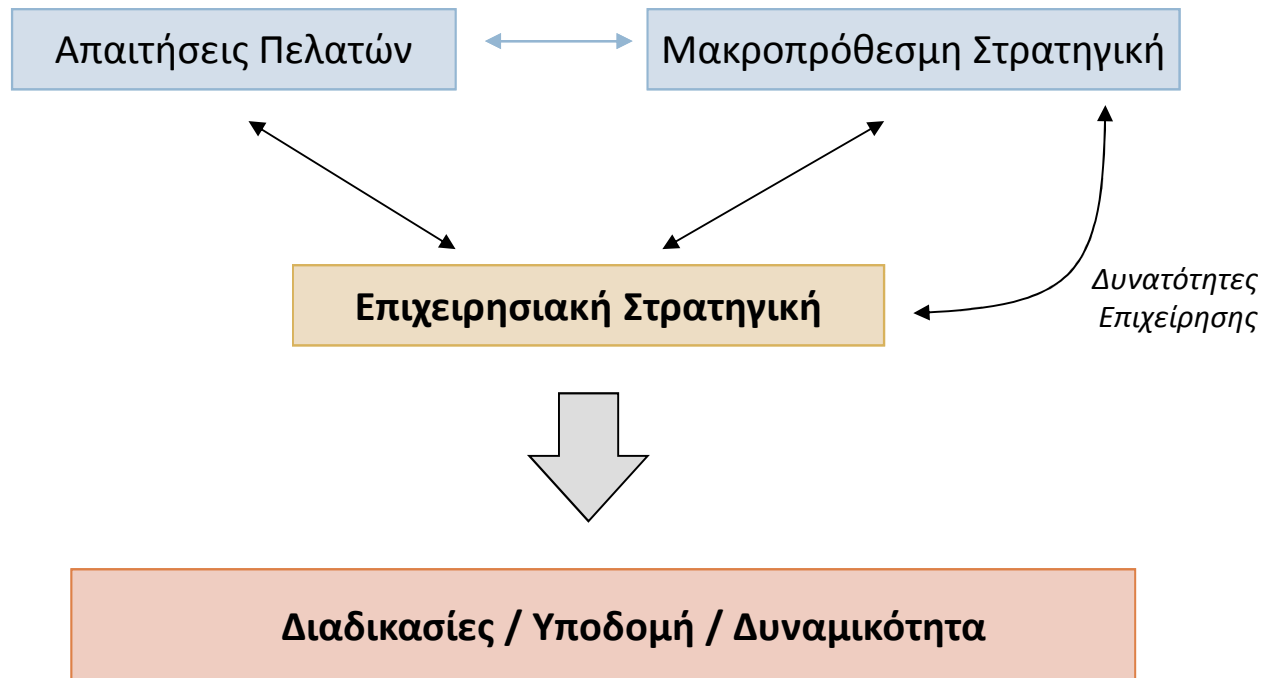 Απαιτήσεις Πελατών
Μακροπρόθεσμη Στρατηγική
Επιχειρησιακή Στρατηγική
Δυνατότητες
Επιχείρησης
Διαδικασίες / Υποδομή / Δυναμικότητα